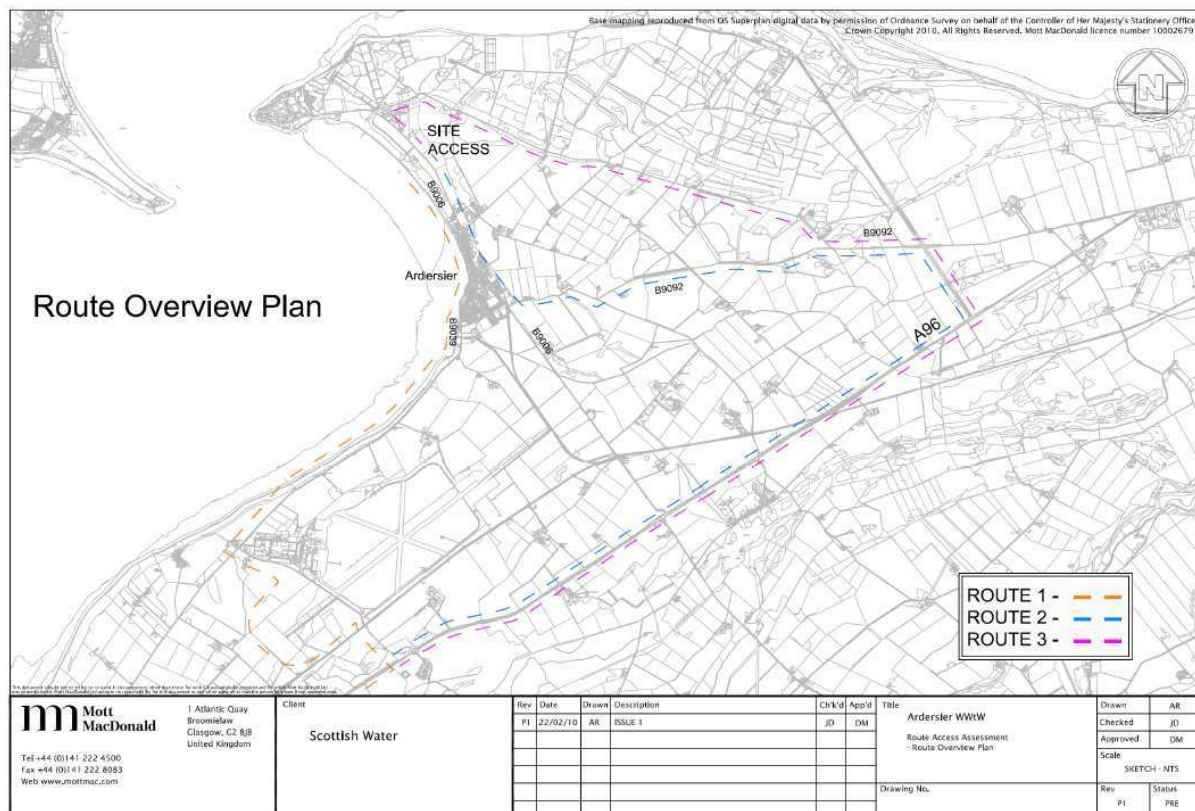 Base mapping reproduced from OS Superplan digital data by permission of Ordnance Survey on behalf of the Controller of Her Majesty's Stationery Office
Crown Copyright 2010, All Rights Reserved. Mott MacDonald licence number 10002679
N
SITE
ACCESS
B9006
Ardersier
B9092
B9092
B9006
B9039
A96
Route Overview Plan
ROUTE 1 -
ROUTE 2 -
ROUTE 3 -
Mott
MacDonald
1 Atlantic Quay
Broomielaw
Glasgow, G2 8JB
United Kingdom
Tel +44 (0)141 222 4500
Fax +44 (0)141 222 8083
Web www.mottmac.com
Client
Scottish Water
Rev Date Drawn Description Ch'k'd App'd
P1 22/02/10 AR ISSUE 1 JD DM
Title
Ardersier WWtW
Route Access Assessment
- Route Overview Plan
Drawing No.
Drawn AR
Checked JD
Approved DM
Scale
SKETCH - NTS
Rev Status
P1 PRE